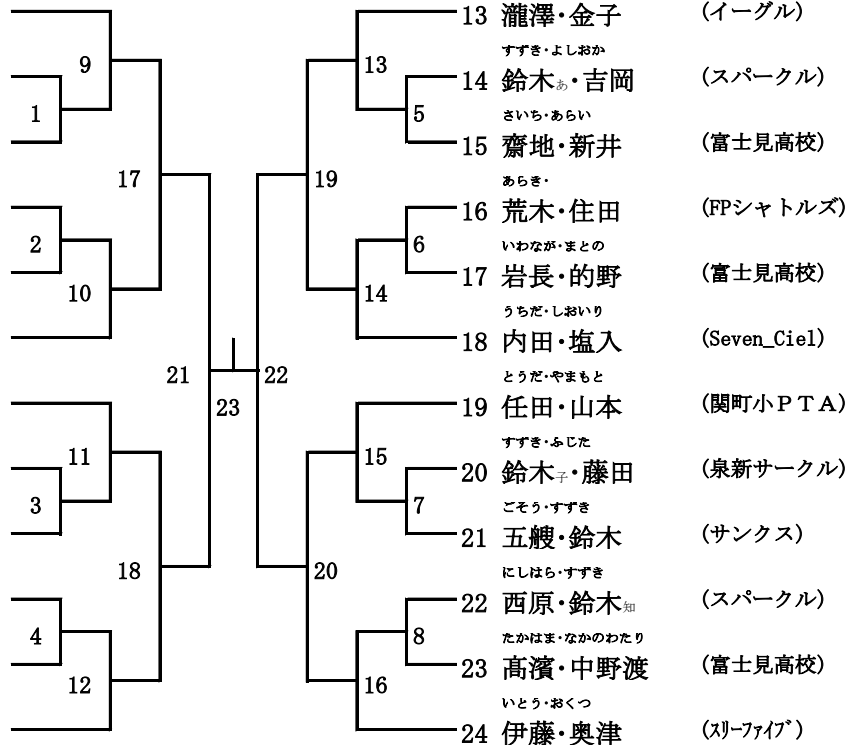 13 瀧澤・金子 (イーグル)
9 13
すずき・よしおか
14 鈴木あ・吉岡 (スパークル)
1 5
さいち・あらい
15 齋地・新井 (富士見高校)
17 19
あらき・
16 荒木・住田 (FPシャトルズ)
2 6
いわなが・まとの
17 岩長・的野 (富士見高校)
10 14
うちだ・しおいり
18 内田・塩入 (Seven_Ciel)
21 22
とうだ・やまもと
23
19 任田・山本 (関町小ＰＴＡ)
すずき・ふじた
11 15
20 鈴木子・藤田 (泉新サークル)
3 7
ごそう・すずき
21 五艘・鈴木 (サンクス)
18 20
にしはら・すずき
22 西原・鈴木知 (スパークル)
4 8
たかはま・なかのわたり
23 髙濱・中野渡 (富士見高校)
12 16
いとう・おくつ
24 伊藤・奥津 (ｽﾘｰﾌｧｲﾌﾞ)